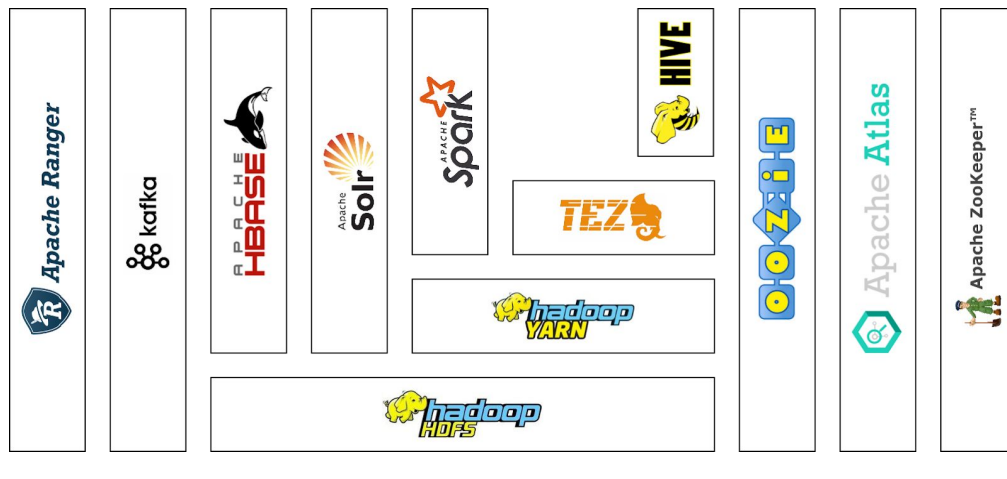 Apache Ranger
kafka
APACHE
HBASE
Apache
Solr
APACHE
Spark
HIVE
TEZ
hadoop
YARN
hadoop
HDFS
OOZiE
Apache Atlas
Apache ZooKeeper™